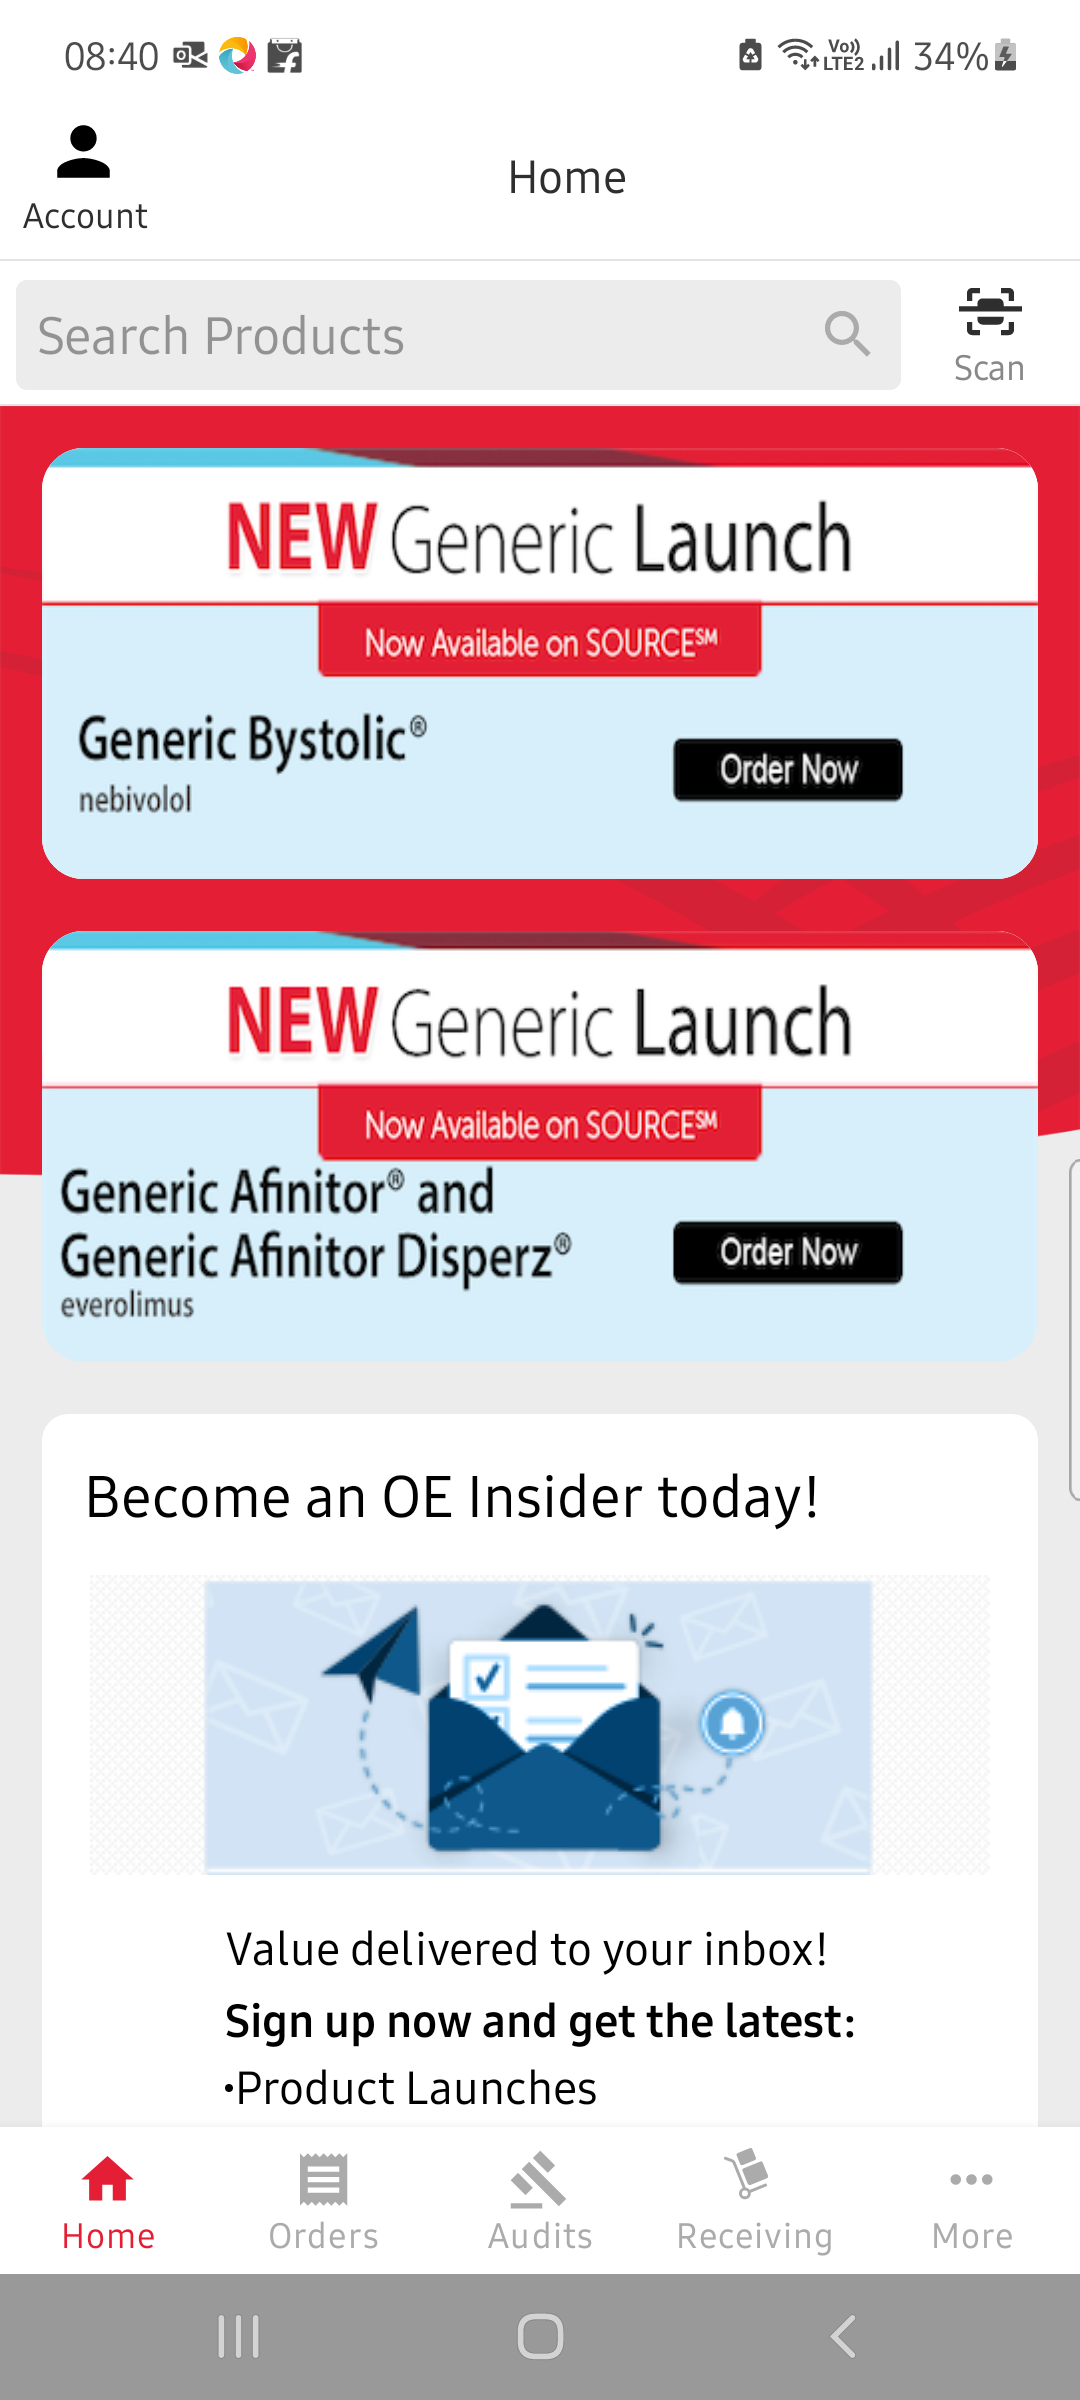 08:40
Vo))
LTE2
34%
Account
Home
Search Products
Scan
NEW Generic Launch
Now Available on SOURCE℠
Generic Bystolic®
nebivolol
Order Now
NEW Generic Launch
Now Available on SOURCE℠
Generic Afinitor® and
Generic Afinitor Disperz®
everolimus
Order Now
Become an OE Insider today!
Value delivered to your inbox!
Sign up now and get the latest:
•Product Launches
Home
Orders
Audits
Receiving
More